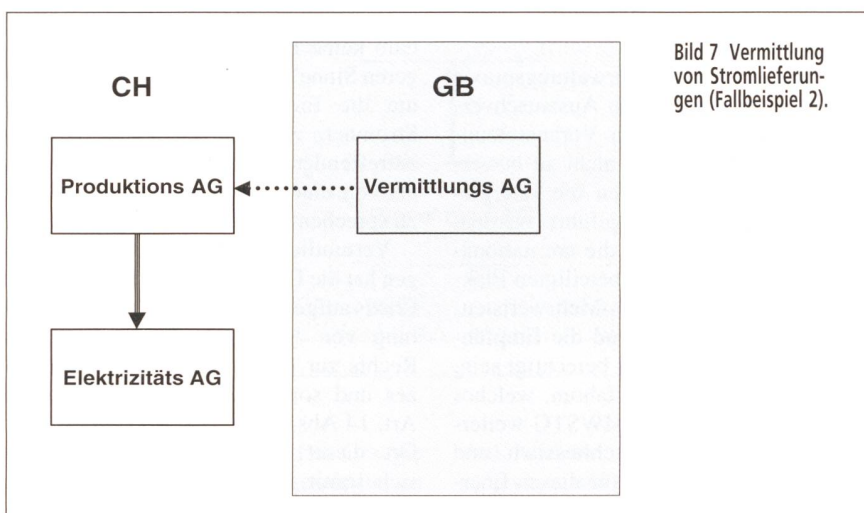 CH
GB
Produktions AG
Vermittlungs AG
Elektrizitäts AG
Bild 7 Vermittlung
von Stromlieferun-
gen (Fallbeispiel 2).